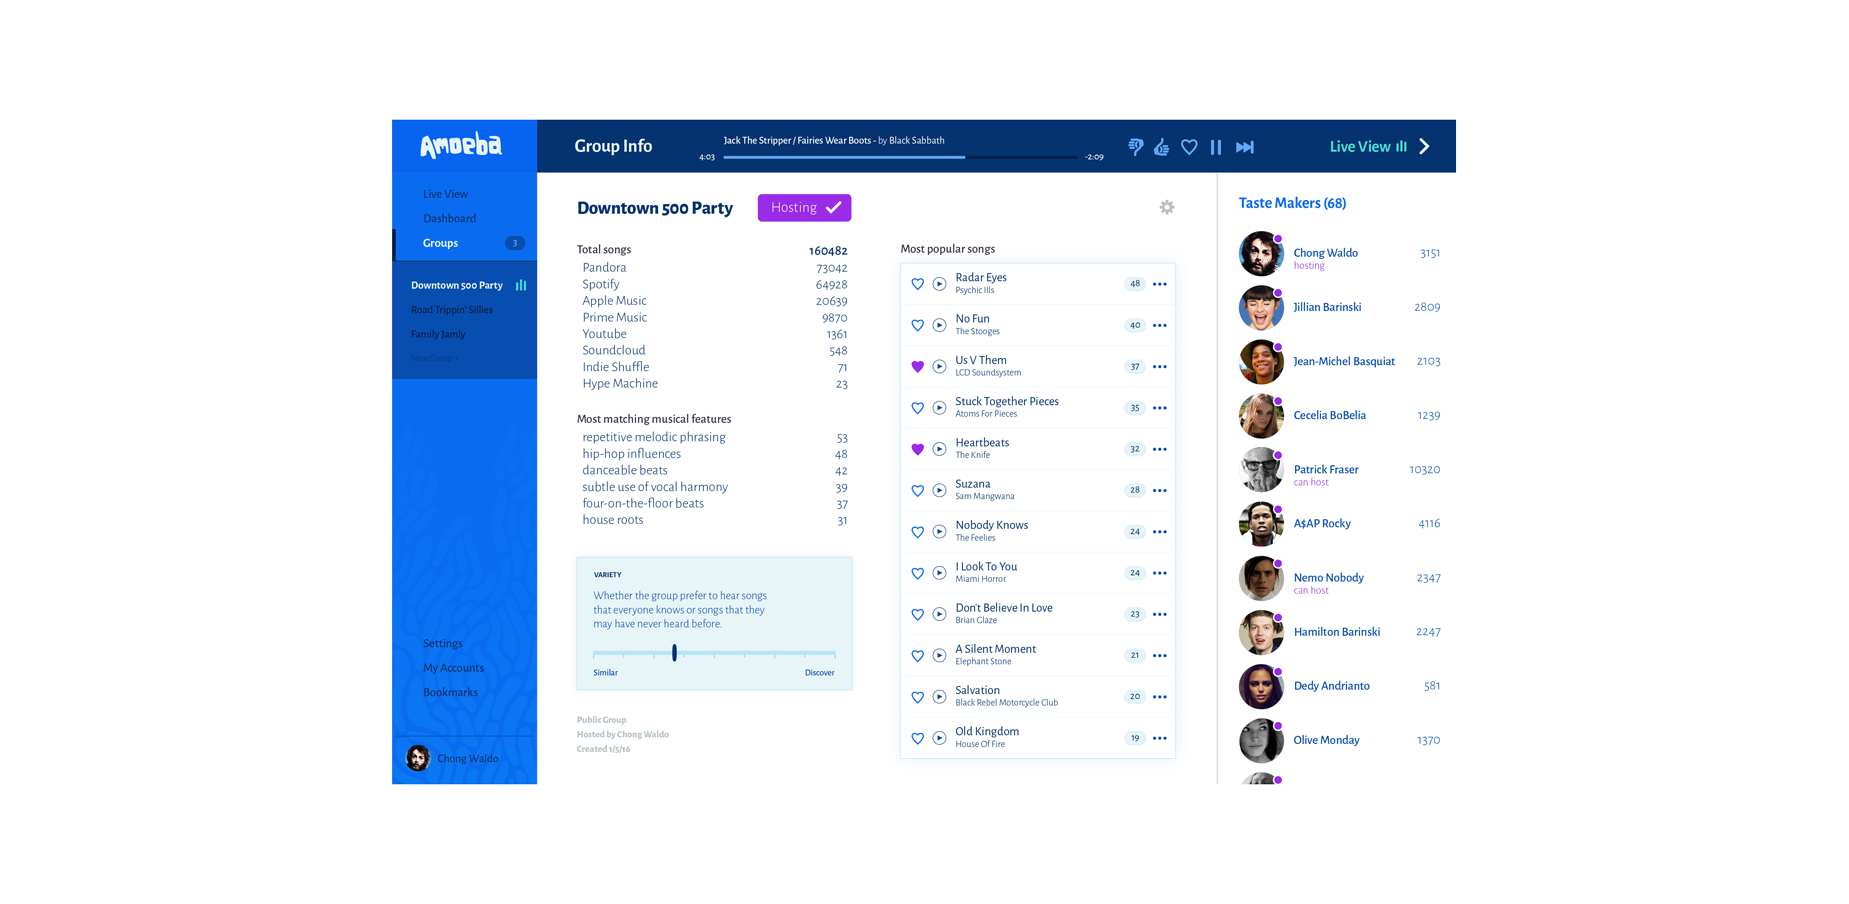 Amoeba
Live View
Dashboard
Groups 3
Downtown 500 Party
Road Trippin' Sillies
Family Jamly
New Group +
Settings
My Accounts
Bookmarks
Chong Waldo
Group Info
Jack The Stripper / Fairies Wear Boots - by Black Sabbath
4:03 -2:09
Live View
Downtown 500 Party
Hosting
Total songs 160482
Pandora 73042
Spotify 64928
Apple Music 20639
Prime Music 9870
Youtube 1361
Soundcloud 548
Indie Shuffle 71
Hype Machine 23
Most matching musical features
repetitive melodic phrasing 53
hip-hop influences 48
danceable beats 42
subtle use of vocal harmony 39
four-on-the-floor beats 37
house roots 31
VARIETY
Whether the group prefer to hear songs
that everyone knows or songs that they
may have never heard before.
Similar Discover
Public Group
Hosted by Chong Waldo
Created 1/5/16
Most popular songs
Radar Eyes 48
Psychic Ills
No Fun 40
The Stooges
Us V Them 37
LCD Soundsystem
Stuck Together Pieces 35
Atoms For Pieces
Heartbeats 32
The Knife
Suzana 28
Sam Mangwana
Nobody Knows 24
The Feelies
I Look To You 24
Miami Horror
Don't Believe In Love 23
Brian Glaze
A Silent Moment 21
Elephant Stone
Salvation 20
Black Rebel Motorcycle Club
Old Kingdom 19
House Of Fire
Taste Makers (68)
Chong Waldo 3151
hosting
Jillian Barinski 2809
Jean-Michel Basquiat 2103
Cecelia BoBelia 1239
Patrick Fraser 10320
can host
A$AP Rocky 4116
Nemo Nobody 2347
can host
Hamilton Barinski 2247
Dedy Andrianto 581
Olive Monday 1370